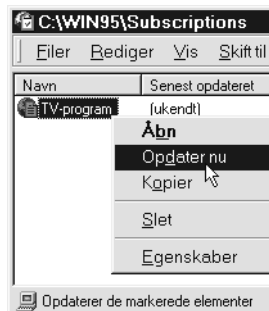 C:\WIN95\Subscriptions
Filer Rediger Vis Skift til
Navn Senest opdateret
TV-program (ukendt)
Åbn
Opdater nu
Kopier
Slet
Egenskaber
Opdaterer de markerede elementer